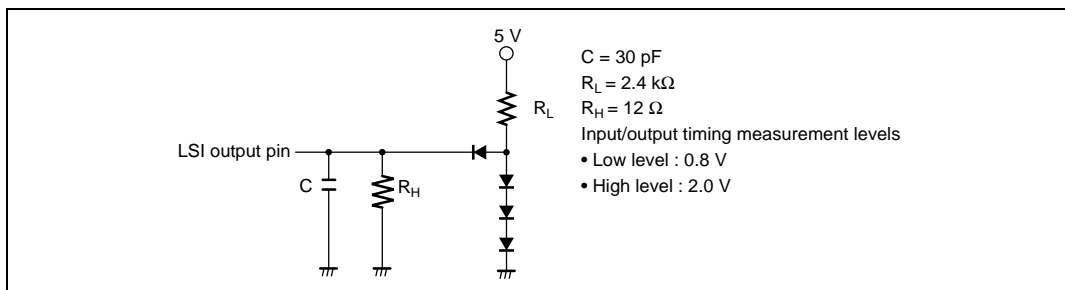 5 V
C = 30 pF
R_L = 2.4 kΩ
R_H = 12 Ω
Input/output timing measurement levels
• Low level : 0.8 V
• High level : 2.0 V
R_L
LSI output pin
C
R_H